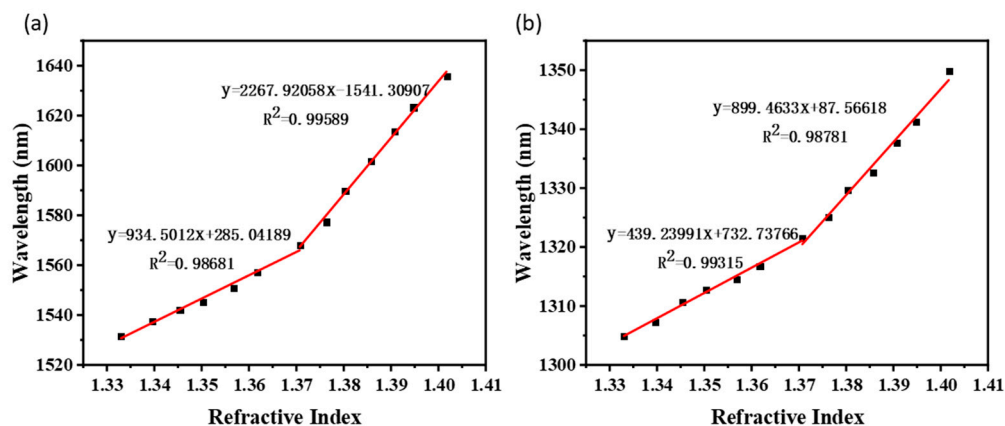 (a)
Wavelength (nm)
1640
1620
1600
1580
1560
1540
1520
y=2267.92058x-1541.30907
R²=0.99589
y=934.5012x+285.04189
R²=0.98681
1.33 1.34 1.35 1.36 1.37 1.38 1.39 1.40 1.41
Refractive Index
(b)
Wavelength (nm)
1350
1340
1330
1320
1310
1300
y=899.4633x+87.56618
R²=0.98781
y=439.23991x+732.73766
R²=0.99315
1.33 1.34 1.35 1.36 1.37 1.38 1.39 1.40 1.41
Refractive Index